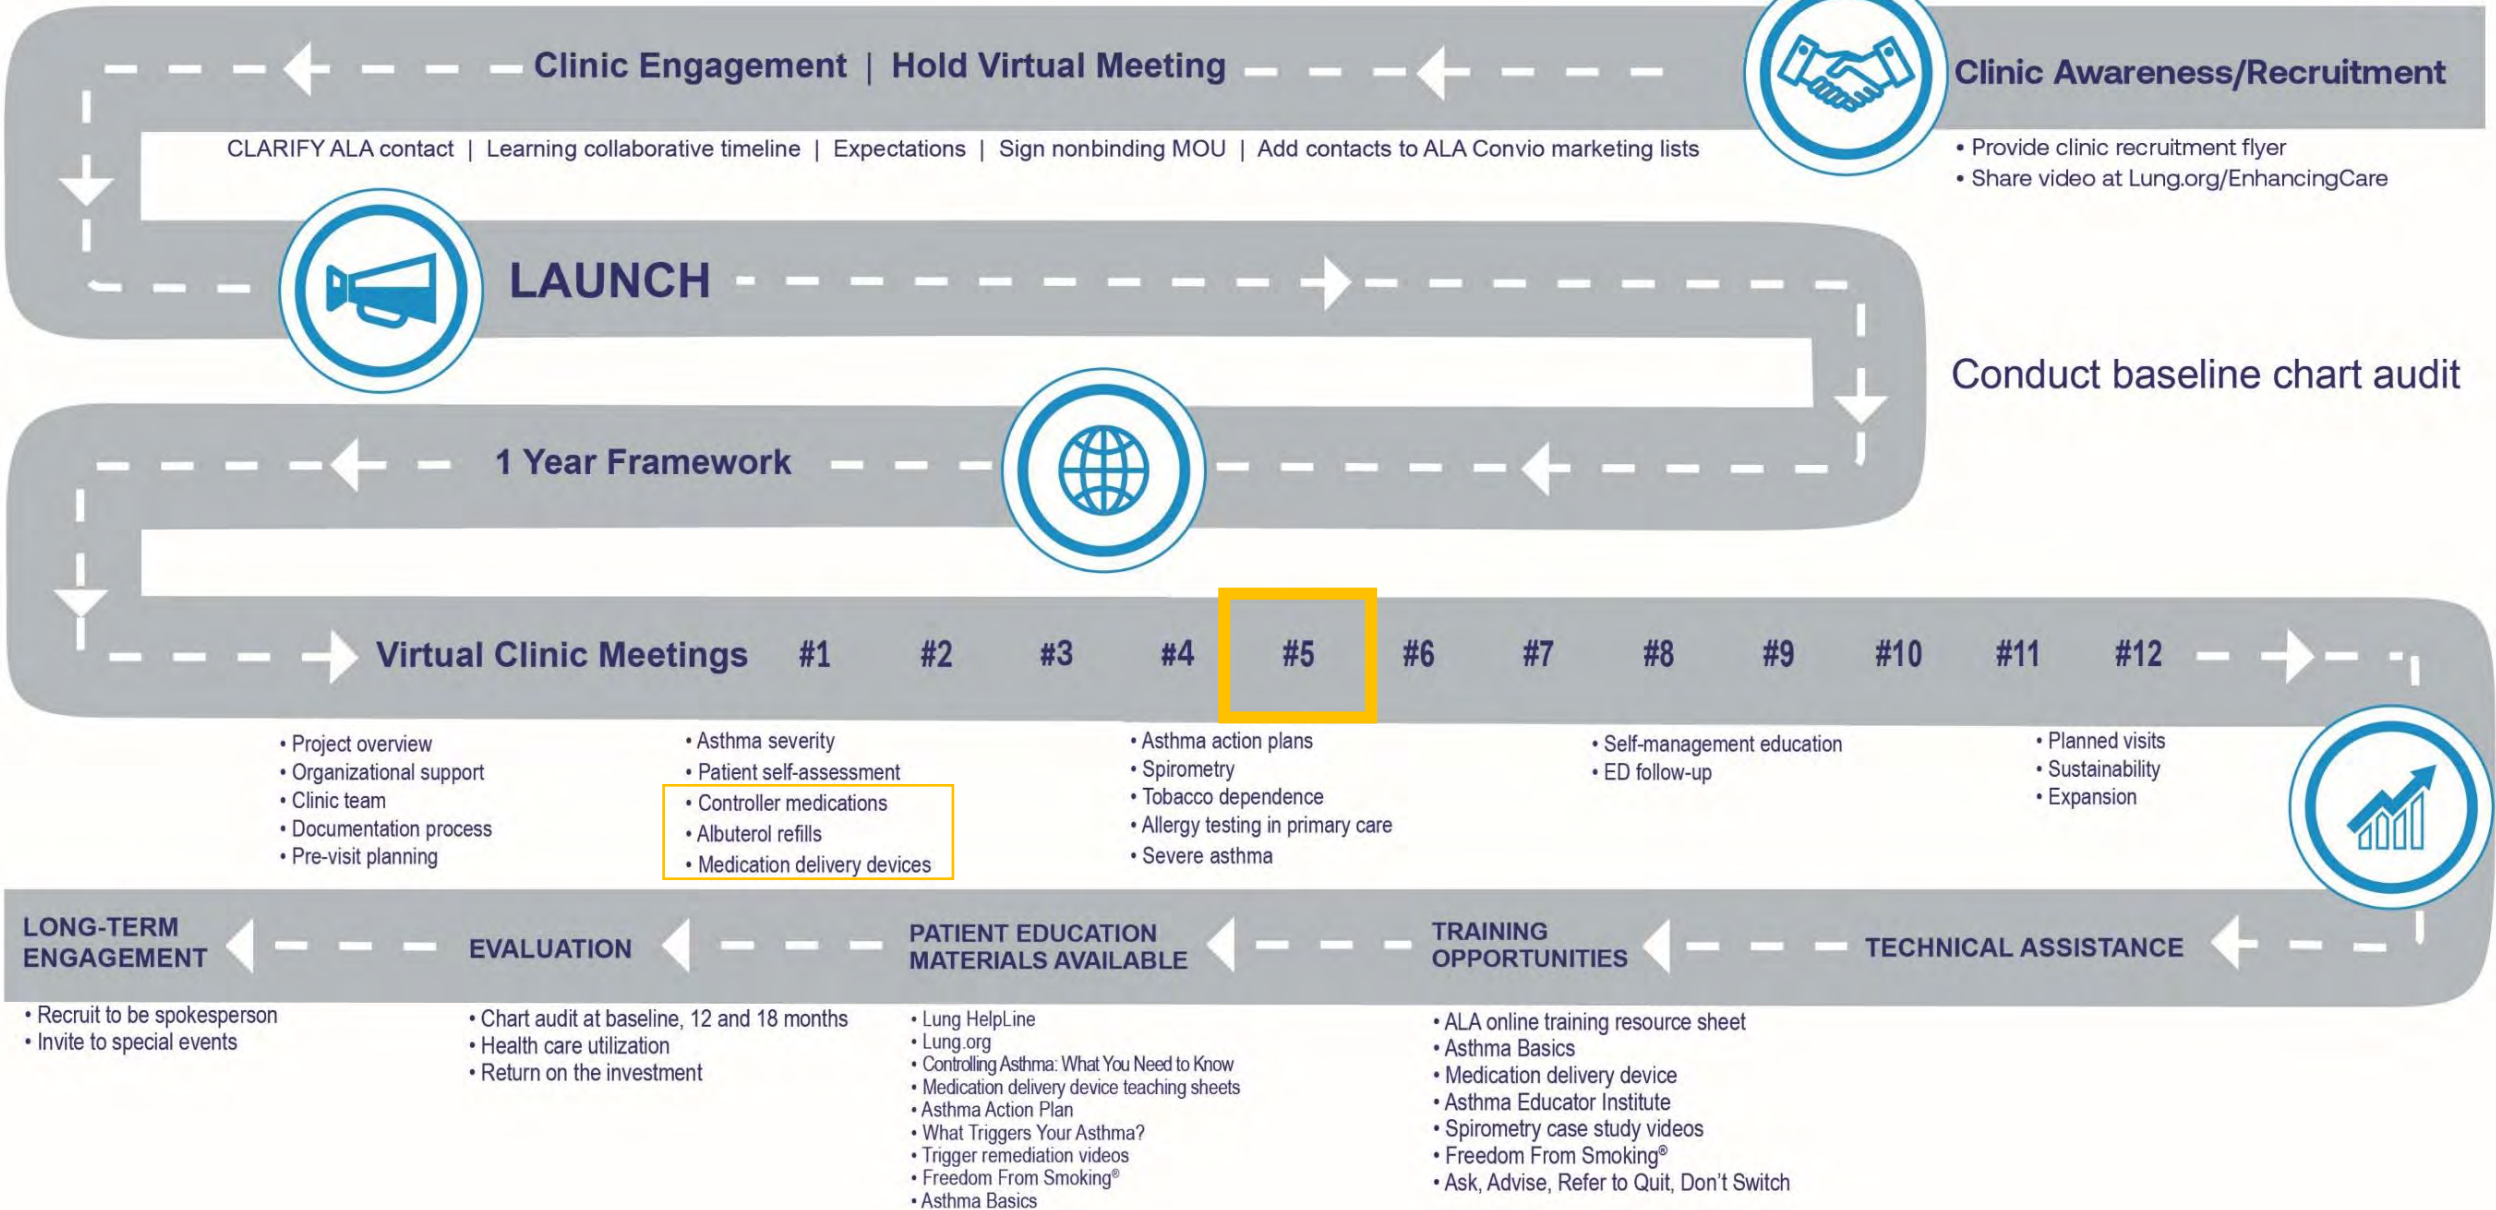 Clinic Engagement | Hold Virtual Meeting
Clinic Awareness/Recruitment
CLARIFY ALA contact | Learning collaborative timeline | Expectations | Sign nonbinding MOU | Add contacts to ALA Convio marketing lists
• Provide clinic recruitment flyer
• Share video at Lung.org/EnhancingCare
LAUNCH
Conduct baseline chart audit
1 Year Framework
Virtual Clinic Meetings #1 #2 #3 #4 #5 #6 #7 #8 #9 #10 #11 #12
• Project overview
• Organizational support
• Clinic team
• Documentation process
• Pre-visit planning
• Asthma severity
• Patient self-assessment
• Controller medications
• Albuterol refills
• Medication delivery devices
• Asthma action plans
• Spirometry
• Tobacco dependence
• Allergy testing in primary care
• Severe asthma
• Self-management education
• ED follow-up
• Planned visits
• Sustainability
• Expansion
LONG-TERM
ENGAGEMENT
• Recruit to be spokesperson
• Invite to special events
EVALUATION
• Chart audit at baseline, 12 and 18 months
• Health care utilization
• Return on the investment
PATIENT EDUCATION
MATERIALS AVAILABLE
• Lung HelpLine
• Lung.org
• Controlling Asthma: What You Need to Know
• Medication delivery device teaching sheets
• Asthma Action Plan
• What Triggers Your Asthma?
• Trigger remediation videos
• Freedom From Smoking®
• Asthma Basics
TRAINING
OPPORTUNITIES
• ALA online training resource sheet
• Asthma Basics
• Medication delivery device
• Asthma Educator Institute
• Spirometry case study videos
• Freedom From Smoking®
• Ask, Advise, Refer to Quit, Don't Switch
TECHNICAL ASSISTANCE